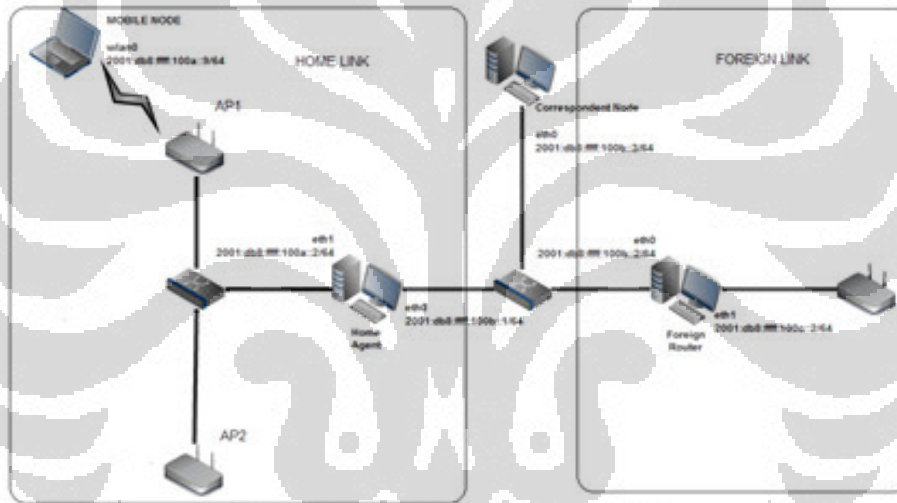 MOBILE NODE
wlan0
2001:db8:ffff:100a::9/64
HOME LINK
FOREIGN LINK
AP1
Correspondent Node
eth0
2001:db8:ffff:100b::3/64
eth1
2001:db8:ffff:100a::2/64
eth0
2001:db8:ffff:100b::2/64
eth0
2001:db8:ffff:100b::1/64
Home
Agent
Foreign
Router
eth1
2001:db8:ffff:100c::2/64
AP2